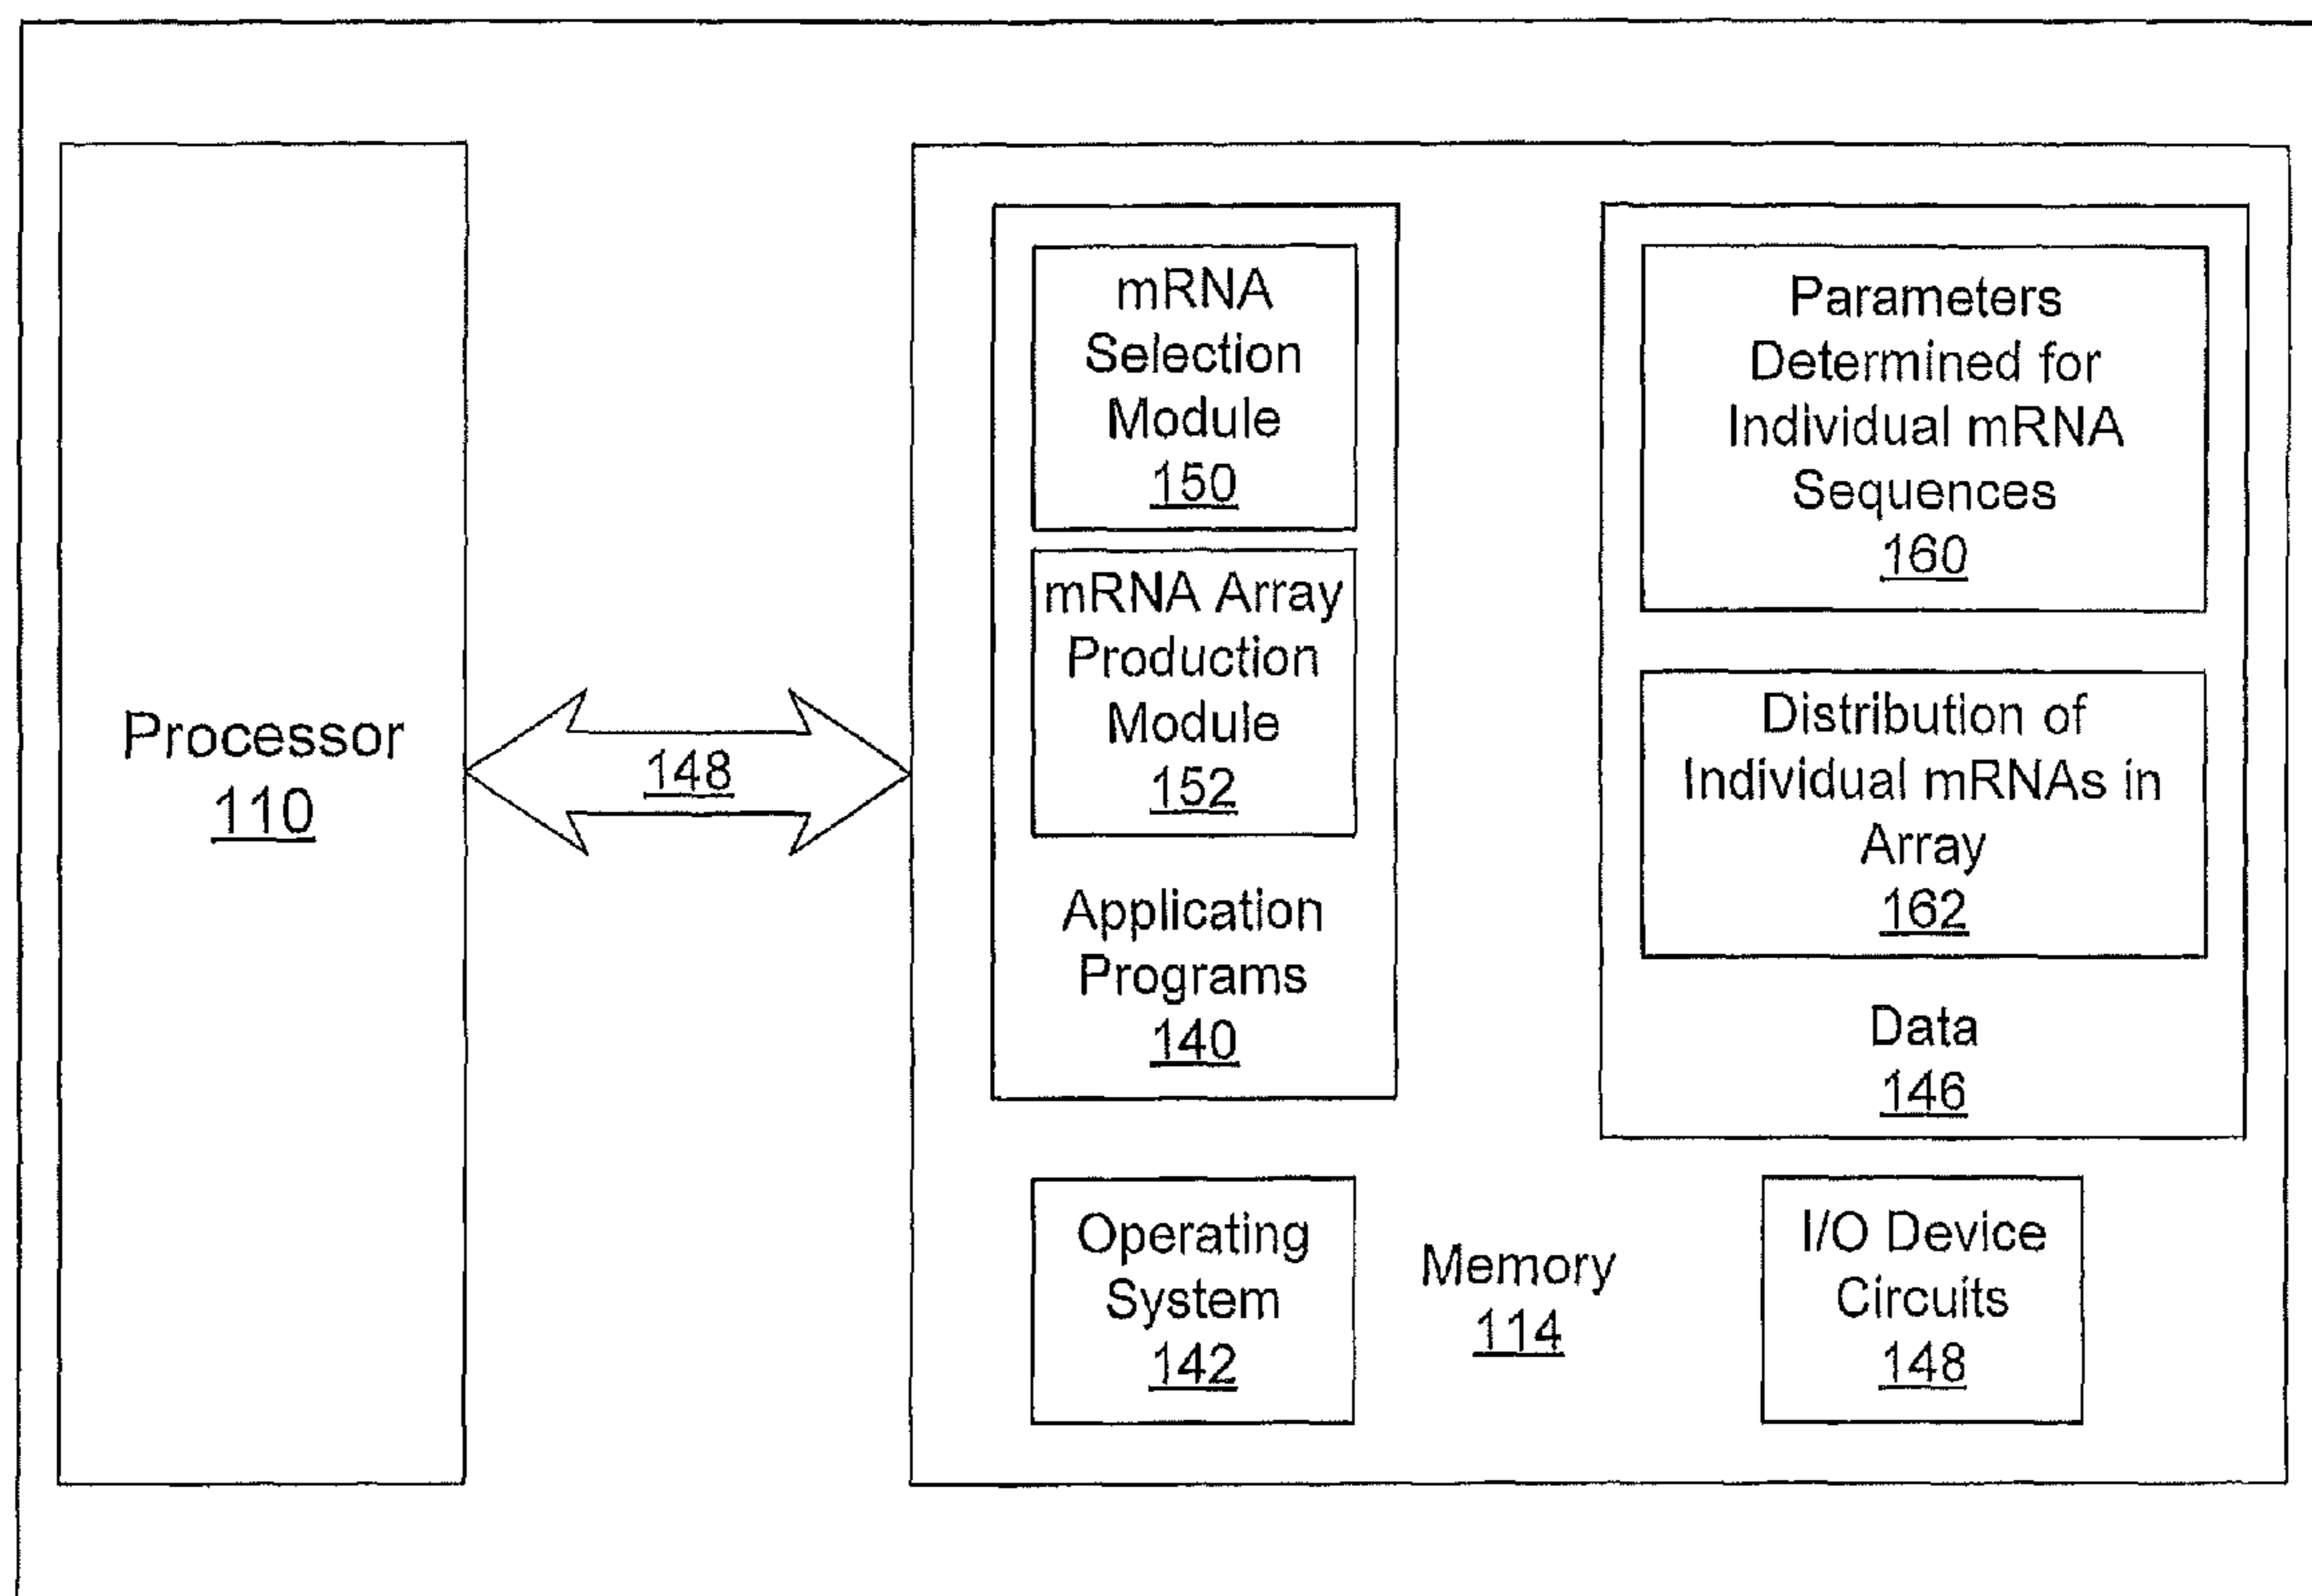 Processor
110
148
mRNA
Selection
Module
150
mRNA Array
Production
Module
152
Application
Programs
140
Parameters
Determined for
Individual mRNA
Sequences
160
Distribution of
Individual mRNAs in
Array
162
Data
146
Operating
System
142
Memory
114
I/O Device
Circuits
148